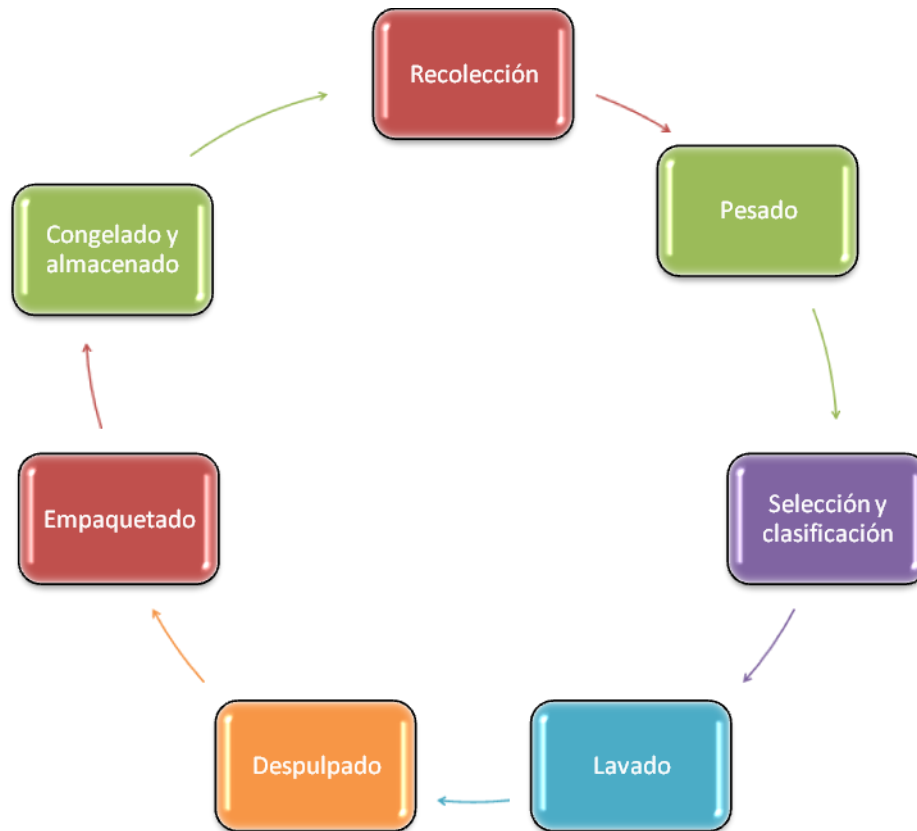 Recolección
Pesado
Selección y
clasificación
Lavado
Despulpado
Empaquetado
Congelado y
almacenado